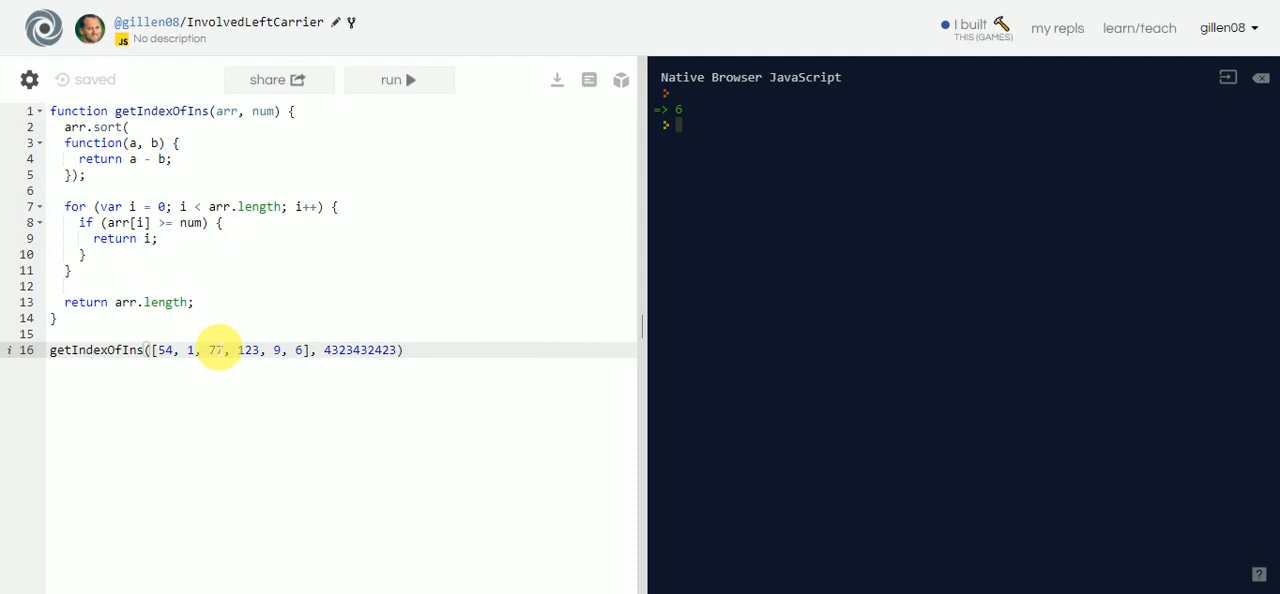 @gillen08/InvolvedLeftCarrier
JS No description
I built
THIS (GAMES)
my repls
learn/teach
gillen08
saved
share
run
1 function getIndexOfIns(arr, num) {
2 arr.sort(
3 function(a, b) {
4 return a - b;
5 });
6
7 for (var i = 0; i < arr.length; i++) {
8 if (arr[i] >= num) {
9 return i;
10 }
11 }
12
13 return arr.length;
14 }
15
i 16 getIndexOfIns([54, 1, 77, 123, 9, 6], 4323432423)
Native Browser JavaScript
>
=> 6
>
?